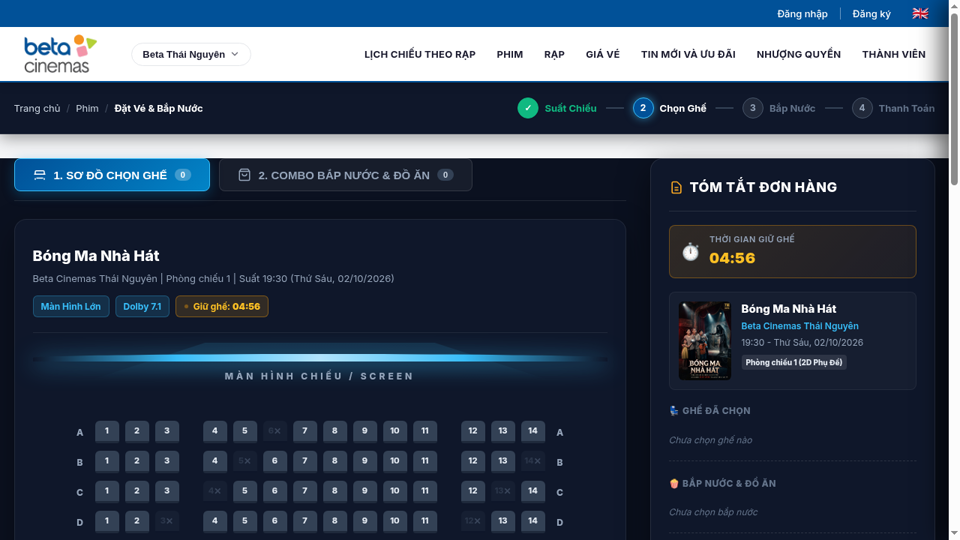 Đăng nhập Đăng ký
beta cinemas
Beta Thái Nguyên
LỊCH CHIẾU THEO RẠP PHIM RẠP GIÁ VÉ TIN MỚI VÀ ƯU ĐÃI NHƯỢNG QUYỀN THÀNH VIÊN
Trang chủ / Phim / Đặt Vé & Bắp Nước
✓ Suất Chiếu 2 Chọn Ghế 3 Bắp Nước 4 Thanh Toán
1. SƠ ĐỒ CHỌN GHẾ 0
2. COMBO BẮP NƯỚC & ĐỒ ĂN 0
Bóng Ma Nhà Hát
Beta Cinemas Thái Nguyên | Phòng chiếu 1 | Suất 19:30 (Thứ Sáu, 02/10/2026)
Màn Hình Lớn Dolby 7.1 Giữ ghế: 04:56
MÀN HÌNH CHIẾU / SCREEN
A 1 2 3 4 5 6✕ 7 8 9 10 11 12 13 14 A
B 1 2 3 4 5✕ 6 7 8 9 10 11 12 13 14✕ B
C 1 2 3 4✕ 5 6 7 8 9 10 11 12 13✕ 14 C
D 1 2 3✕ 4 5 6 7 8 9 10 11 12✕ 13 14 D
TÓM TẮT ĐƠN HÀNG
THỜI GIAN GIỮ GHẾ
04:56
BÓNG MA
NHÀ HÁT
Bóng Ma Nhà Hát
Beta Cinemas Thái Nguyên
19:30 - Thứ Sáu, 02/10/2026
Phòng chiếu 1 (2D Phụ Đề)
GHẾ ĐÃ CHỌN
Chưa chọn ghế nào
BẮP NƯỚC & ĐỒ ĂN
Chưa chọn bắp nước